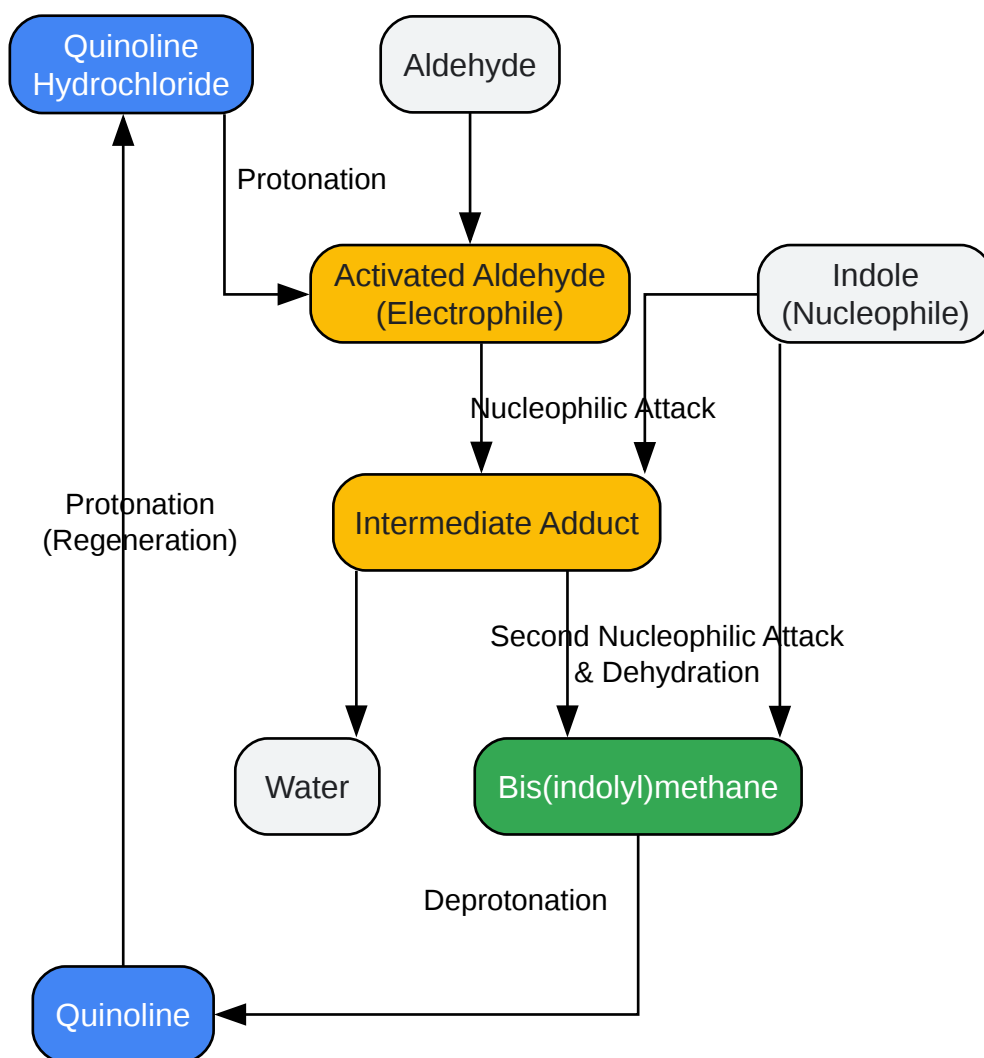 Quinoline
Hydrochloride
Aldehyde
Protonation
Activated Aldehyde
(Electrophile)
Indole
(Nucleophile)
Nucleophilic Attack
Intermediate Adduct
Protonation
(Regeneration)
Second Nucleophilic Attack
& Dehydration
Water
Bis(indolyl)methane
Deprotonation
Quinoline